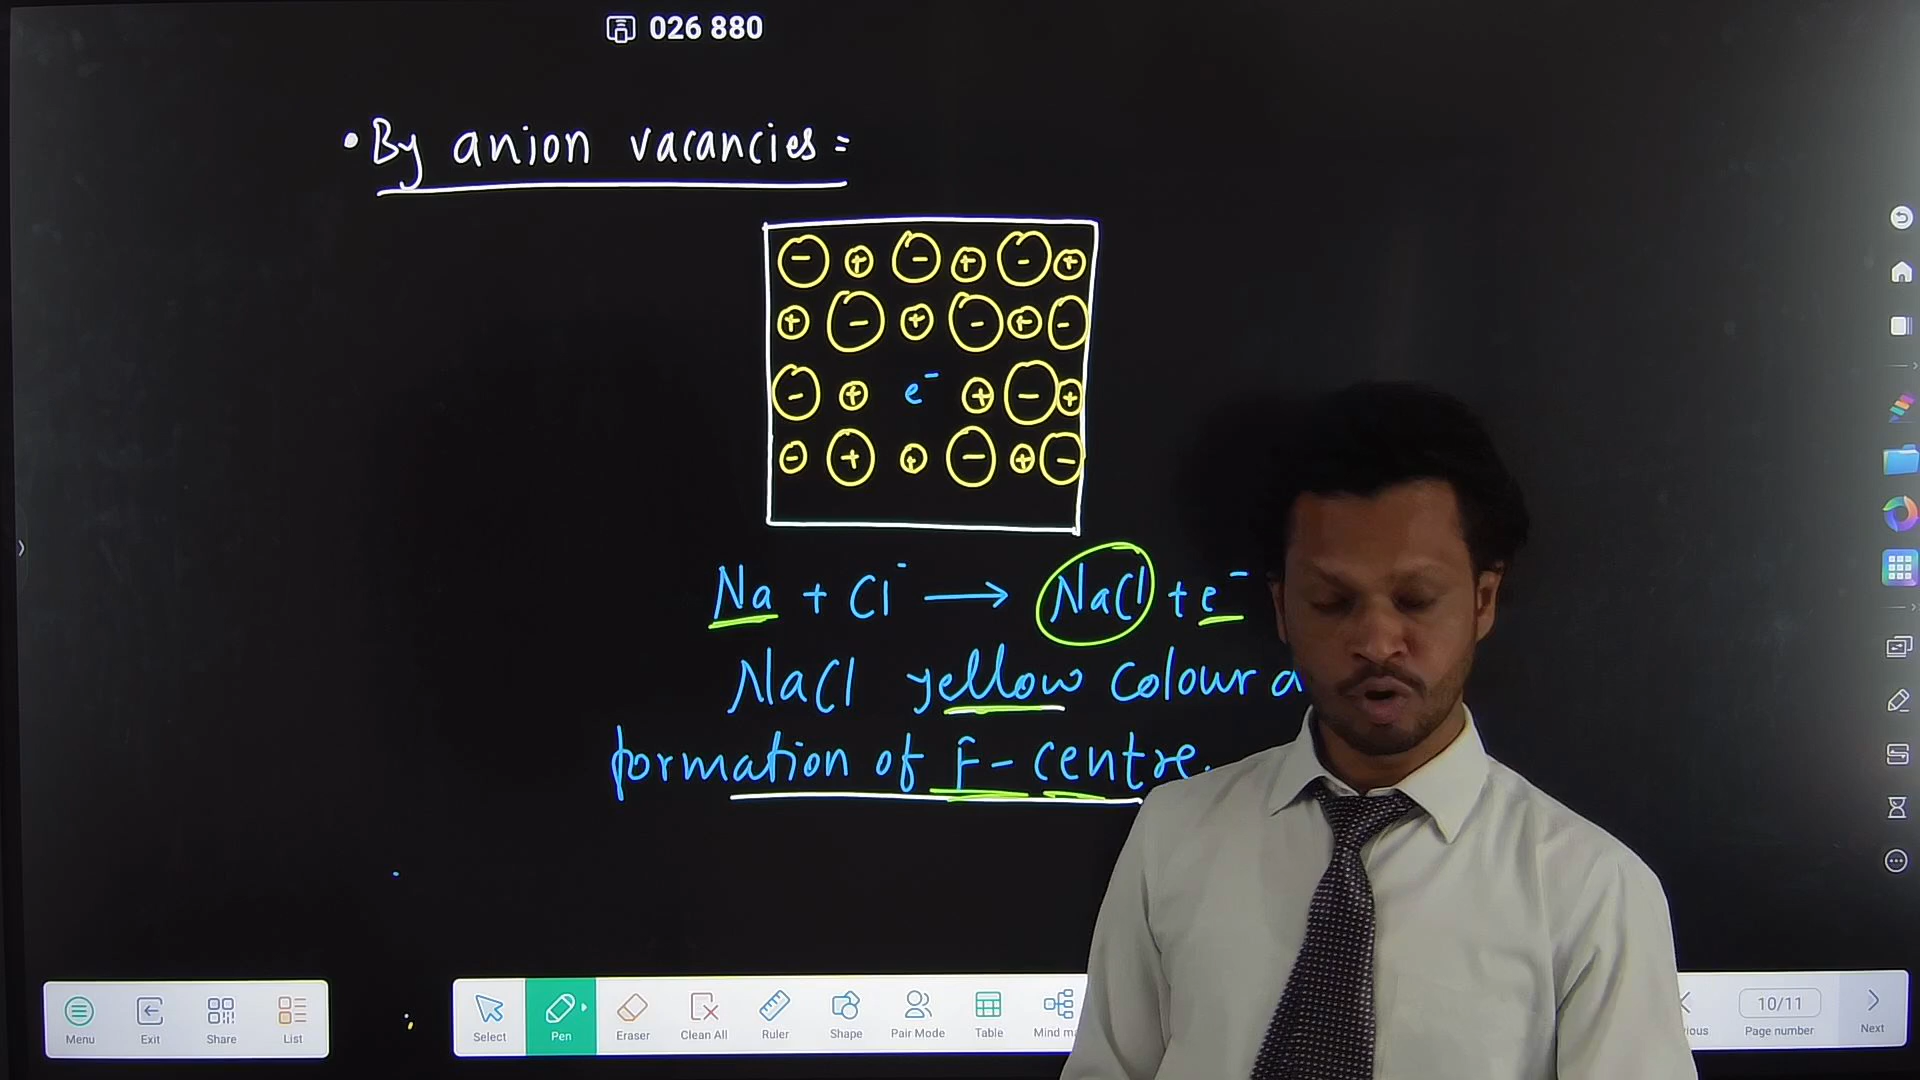 026 880
• By anion vacancies =
- + - + - +
+ - + - + -
- + e⁻ + - +
- + + - + -
Na + Cl⁻ → NaCl + e⁻
NaCl yellow colour
formation of F-centre.
Menu Exit Share List
Select Pen Eraser Clean All Ruler Shape Pair Mode Table Mind
10/11
Page number Next